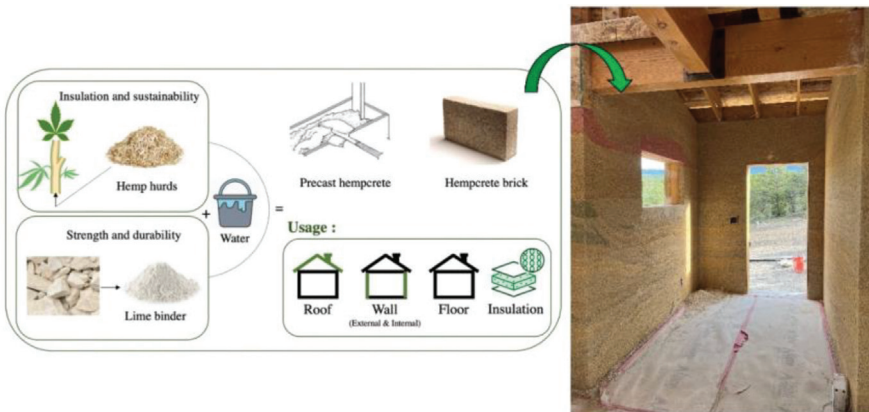 Insulation and sustainability
Hemp hurds
Strength and durability
Lime binder
+
Water
=
Precast hempcrete
Hempcrete brick
Usage :
Roof
Wall
(External & Internal)
Floor
Insulation